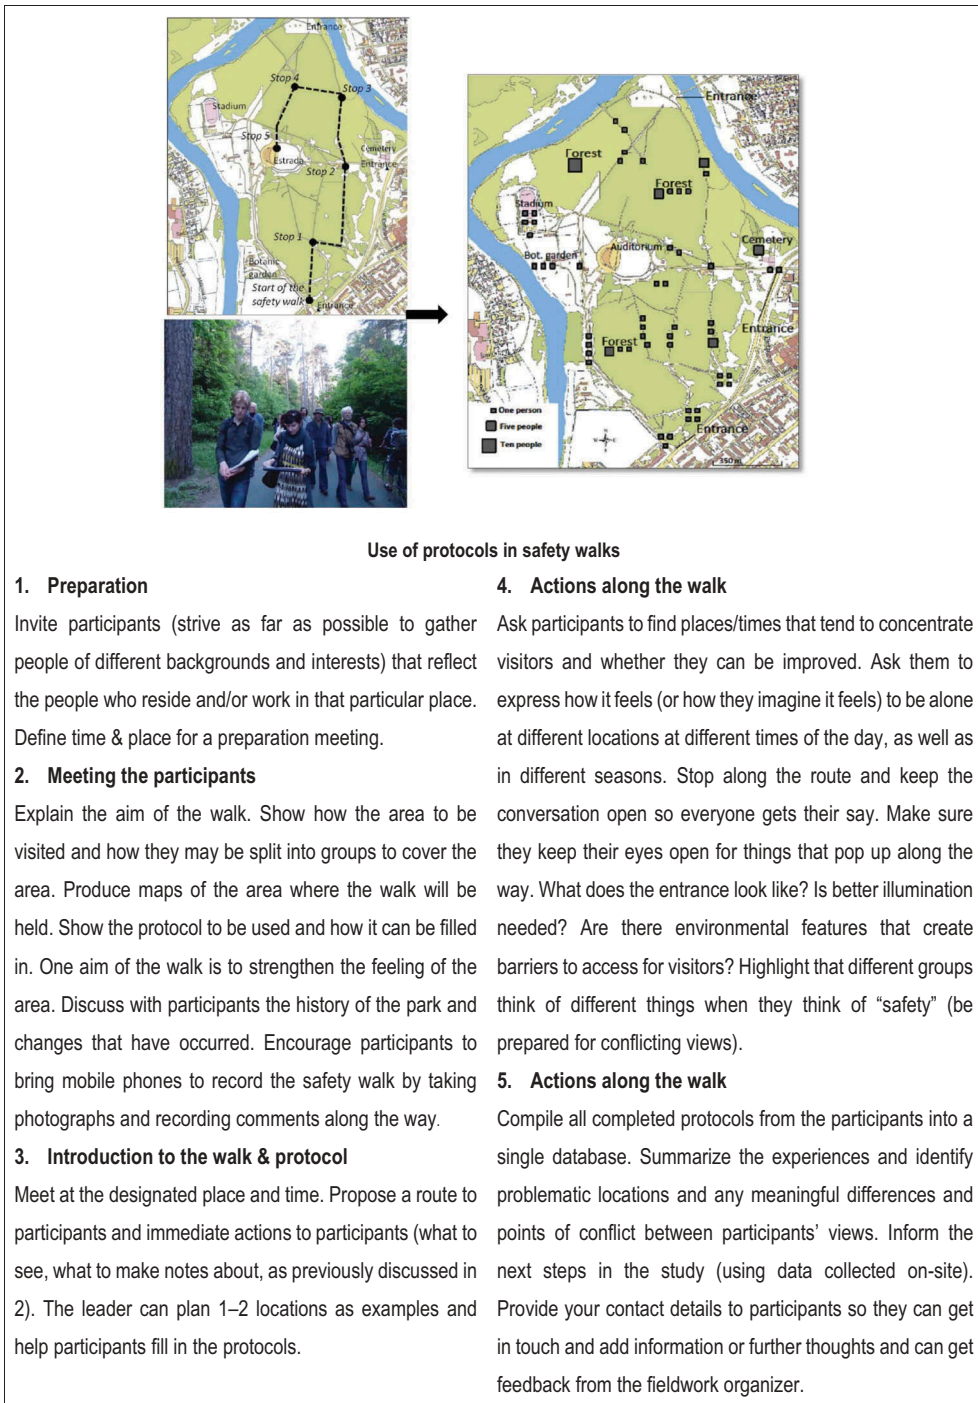 Entrance
Stop 4
Stop 3
Stadium
Stop 5
Estrada
Cemetery
Entrance
Stop 2
Stop 1
Botanic
garden
Start of the
safety walk
Entrance
Entrance
Forest
Forest
Stadium
Auditorium
Cemetery
Bot. garden
Entrance
Forest
One person
Five people
Ten people
Entrance
350 m
Use of protocols in safety walks
1. Preparation
Invite participants (strive as far as possible to gather
people of different backgrounds and interests) that reflect
the people who reside and/or work in that particular place.
Define time & place for a preparation meeting.
2. Meeting the participants
Explain the aim of the walk. Show how the area to be
visited and how they may be split into groups to cover the
area. Produce maps of the area where the walk will be
held. Show the protocol to be used and how it can be filled
in. One aim of the walk is to strengthen the feeling of the
area. Discuss with participants the history of the park and
changes that have occurred. Encourage participants to
bring mobile phones to record the safety walk by taking
photographs and recording comments along the way.
3. Introduction to the walk & protocol
Meet at the designated place and time. Propose a route to
participants and immediate actions to participants (what to
see, what to make notes about, as previously discussed in
2). The leader can plan 1–2 locations as examples and
help participants fill in the protocols.
4. Actions along the walk
Ask participants to find places/times that tend to concentrate
visitors and whether they can be improved. Ask them to
express how it feels (or how they imagine it feels) to be alone
at different locations at different times of the day, as well as
in different seasons. Stop along the route and keep the
conversation open so everyone gets their say. Make sure
they keep their eyes open for things that pop up along the
way. What does the entrance look like? Is better illumination
needed? Are there environmental features that create
barriers to access for visitors? Highlight that different groups
think of different things when they think of “safety” (be
prepared for conflicting views).
5. Actions along the walk
Compile all completed protocols from the participants into a
single database. Summarize the experiences and identify
problematic locations and any meaningful differences and
points of conflict between participants’ views. Inform the
next steps in the study (using data collected on-site).
Provide your contact details to participants so they can get
in touch and add information or further thoughts and can get
feedback from the fieldwork organizer.